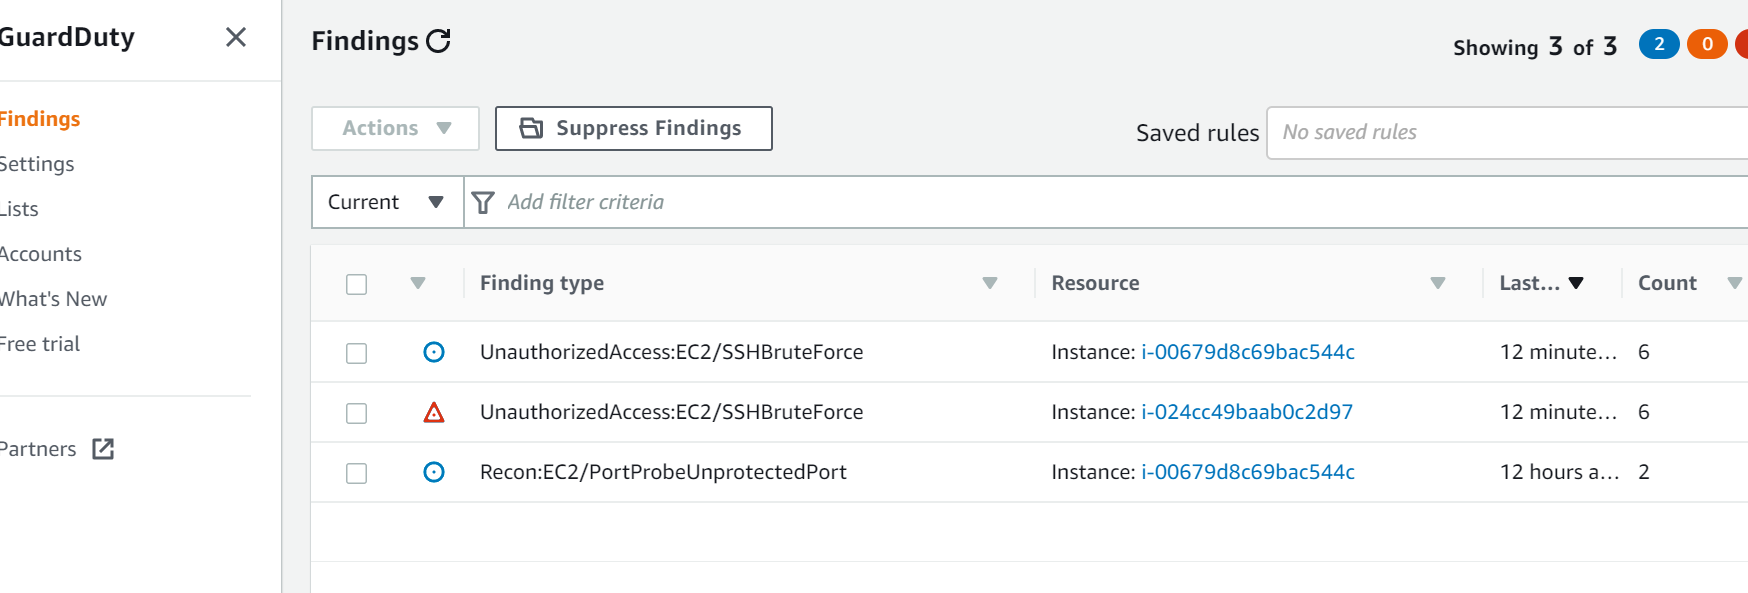 GuardDuty
Findings
Settings
Lists
Accounts
What's New
Free trial
Partners
Findings
Showing 3 of 3 2 0
Actions Suppress Findings Saved rules No saved rules
Current Add filter criteria
Finding type Resource Last... Count
UnauthorizedAccess:EC2/SSHBruteForce Instance: i-00679d8c69bac544c 12 minute... 6
UnauthorizedAccess:EC2/SSHBruteForce Instance: i-024cc49baab0c2d97 12 minute... 6
Recon:EC2/PortProbeUnprotectedPort Instance: i-00679d8c69bac544c 12 hours a... 2